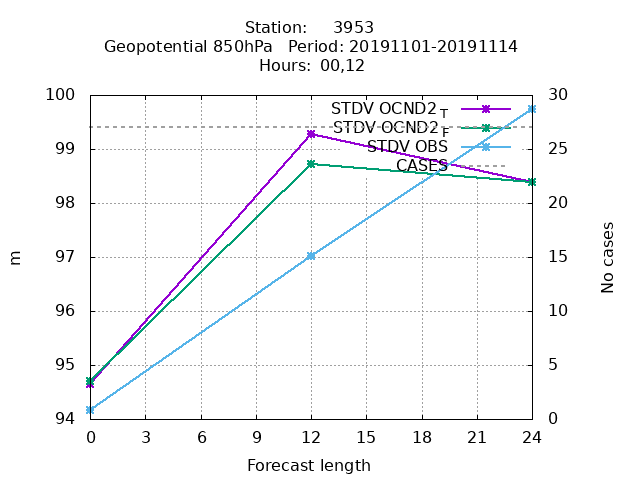 Station: 3953
Geopotential 850hPa Period: 20191101-20191114
Hours: 00,12
100 30
STDV OCND2 T
STDV OCND2 F
99 25
STDV OBS
CASES
98 20
97 15
m
No cases
96 10
95 5
94 0
0 3 6 9 12 15 18 21 24
Forecast length